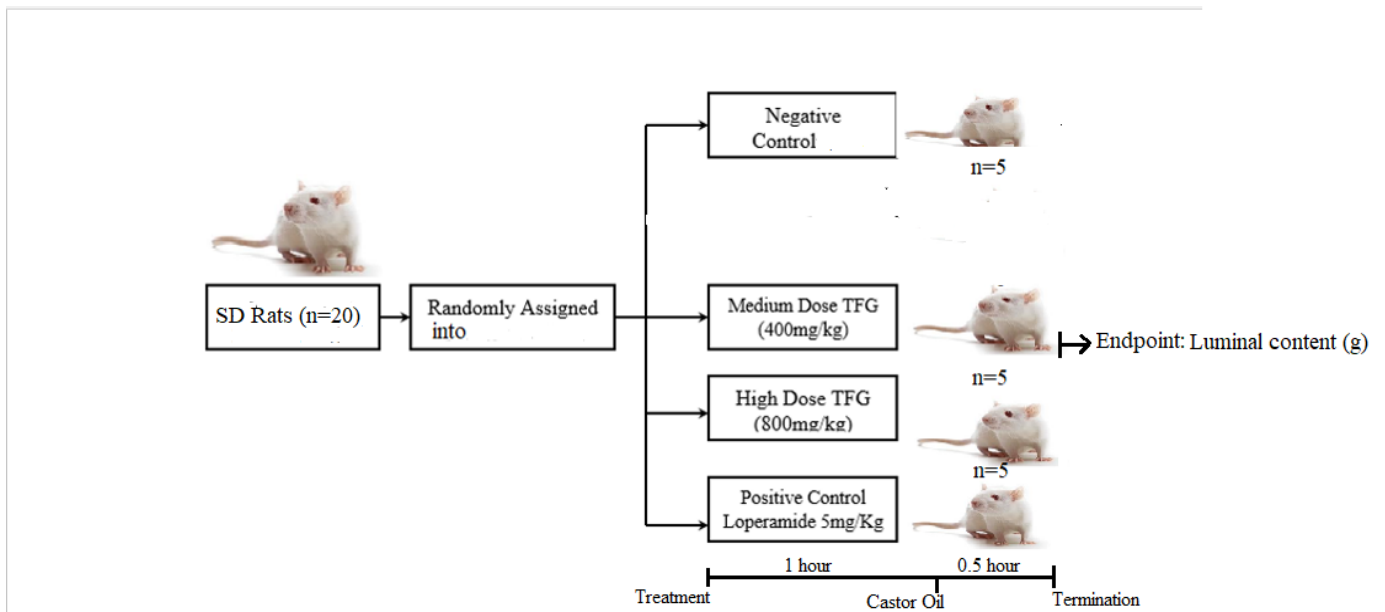 Negative
Control
n=5
SD Rats (n=20)
Randomly Assigned
into
Medium Dose TFG
(400mg/kg)
Endpoint: Luminal content (g)
n=5
High Dose TFG
(800mg/kg)
n=5
Positive Control
Loperamide 5mg/Kg
1 hour
0.5 hour
Treatment
Castor Oil
Termination